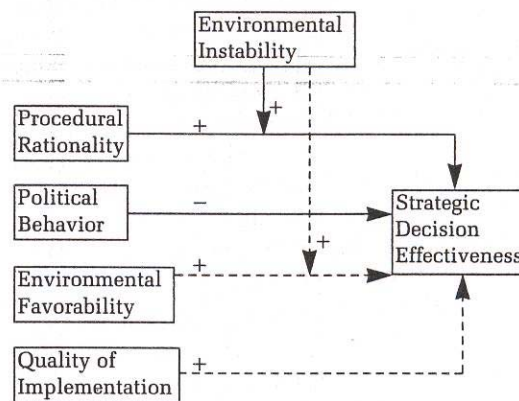 Environmental
Instability
+
Procedural
Rationality
+
Political
Behavior
–
Strategic
Decision
Effectiveness
+
Environmental
Favorability
+
Quality of
Implementation
+